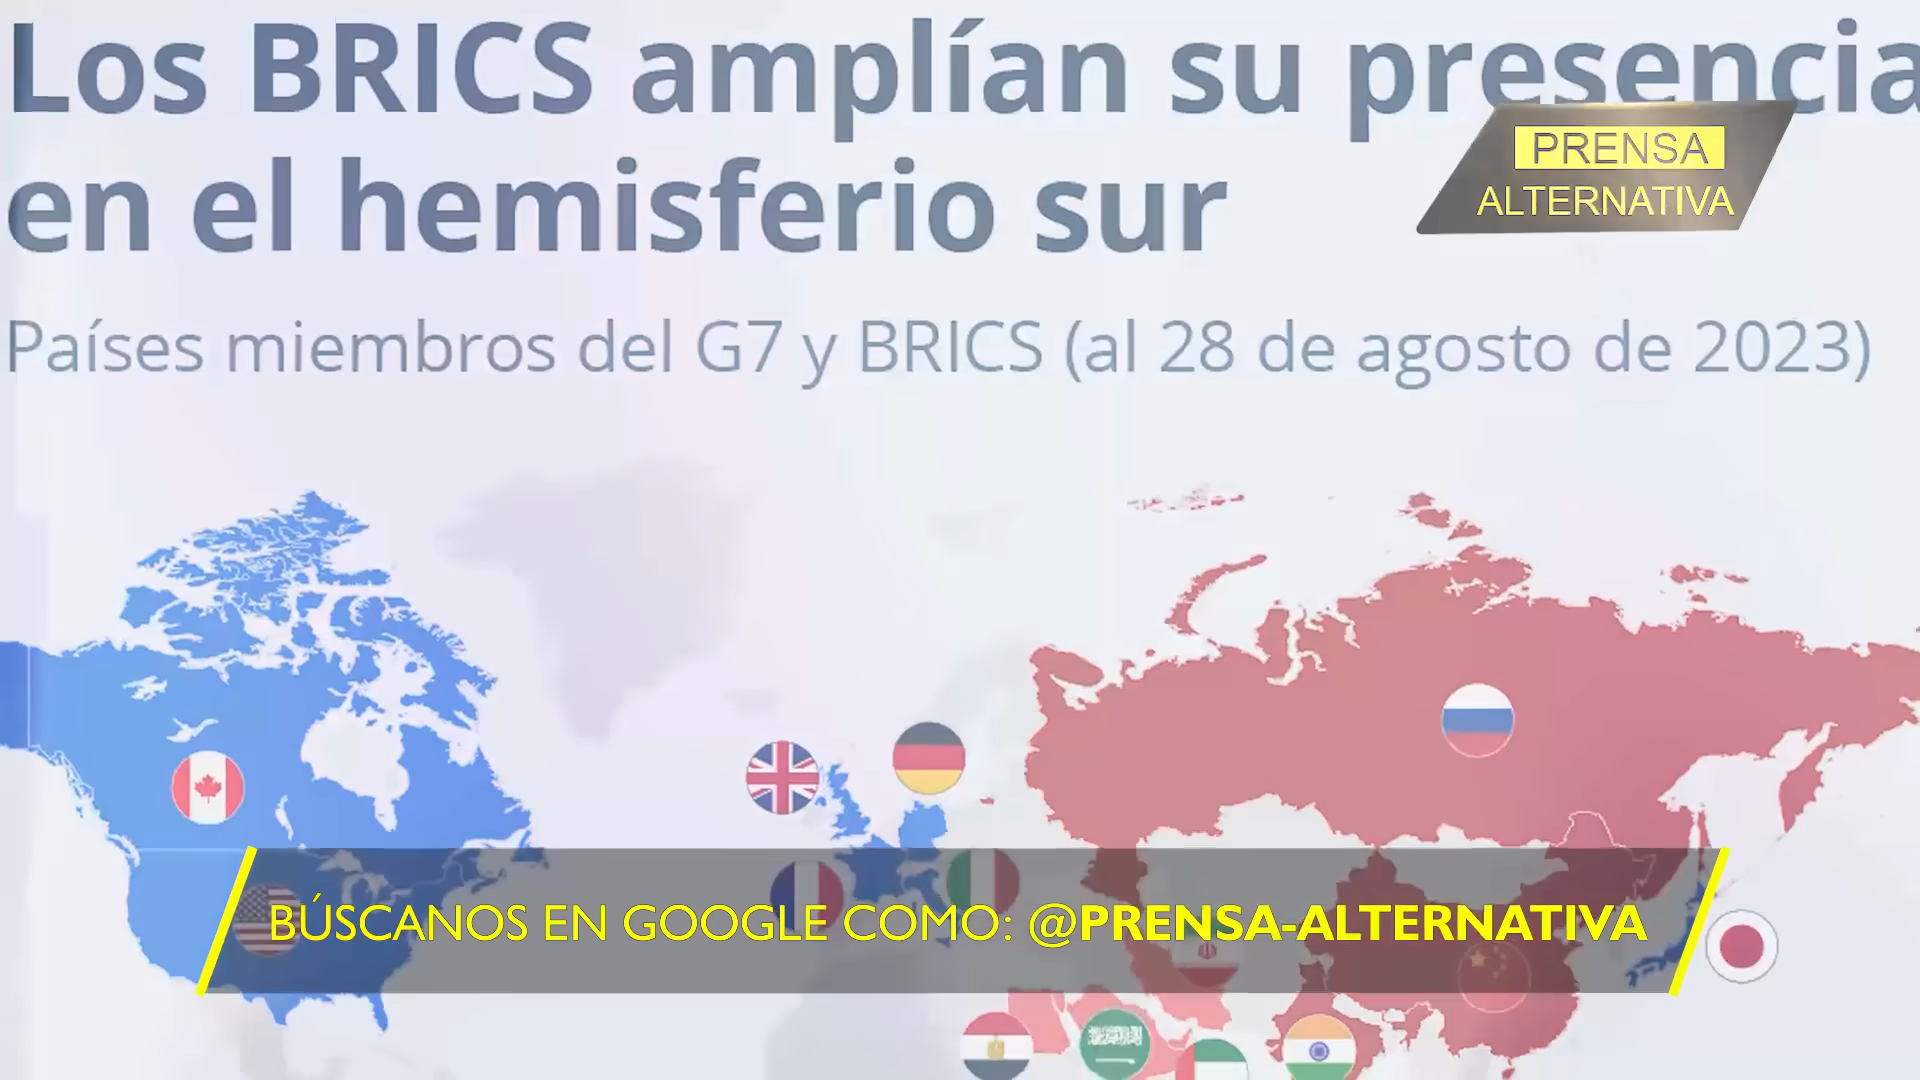 Los BRICS amplían su presencia
en el hemisferio sur
PRENSA
ALTERNATIVA
Países miembros del G7 y BRICS (al 28 de agosto de 2023)
BÚSCANOS EN GOOGLE COMO: @PRENSA-ALTERNATIVA